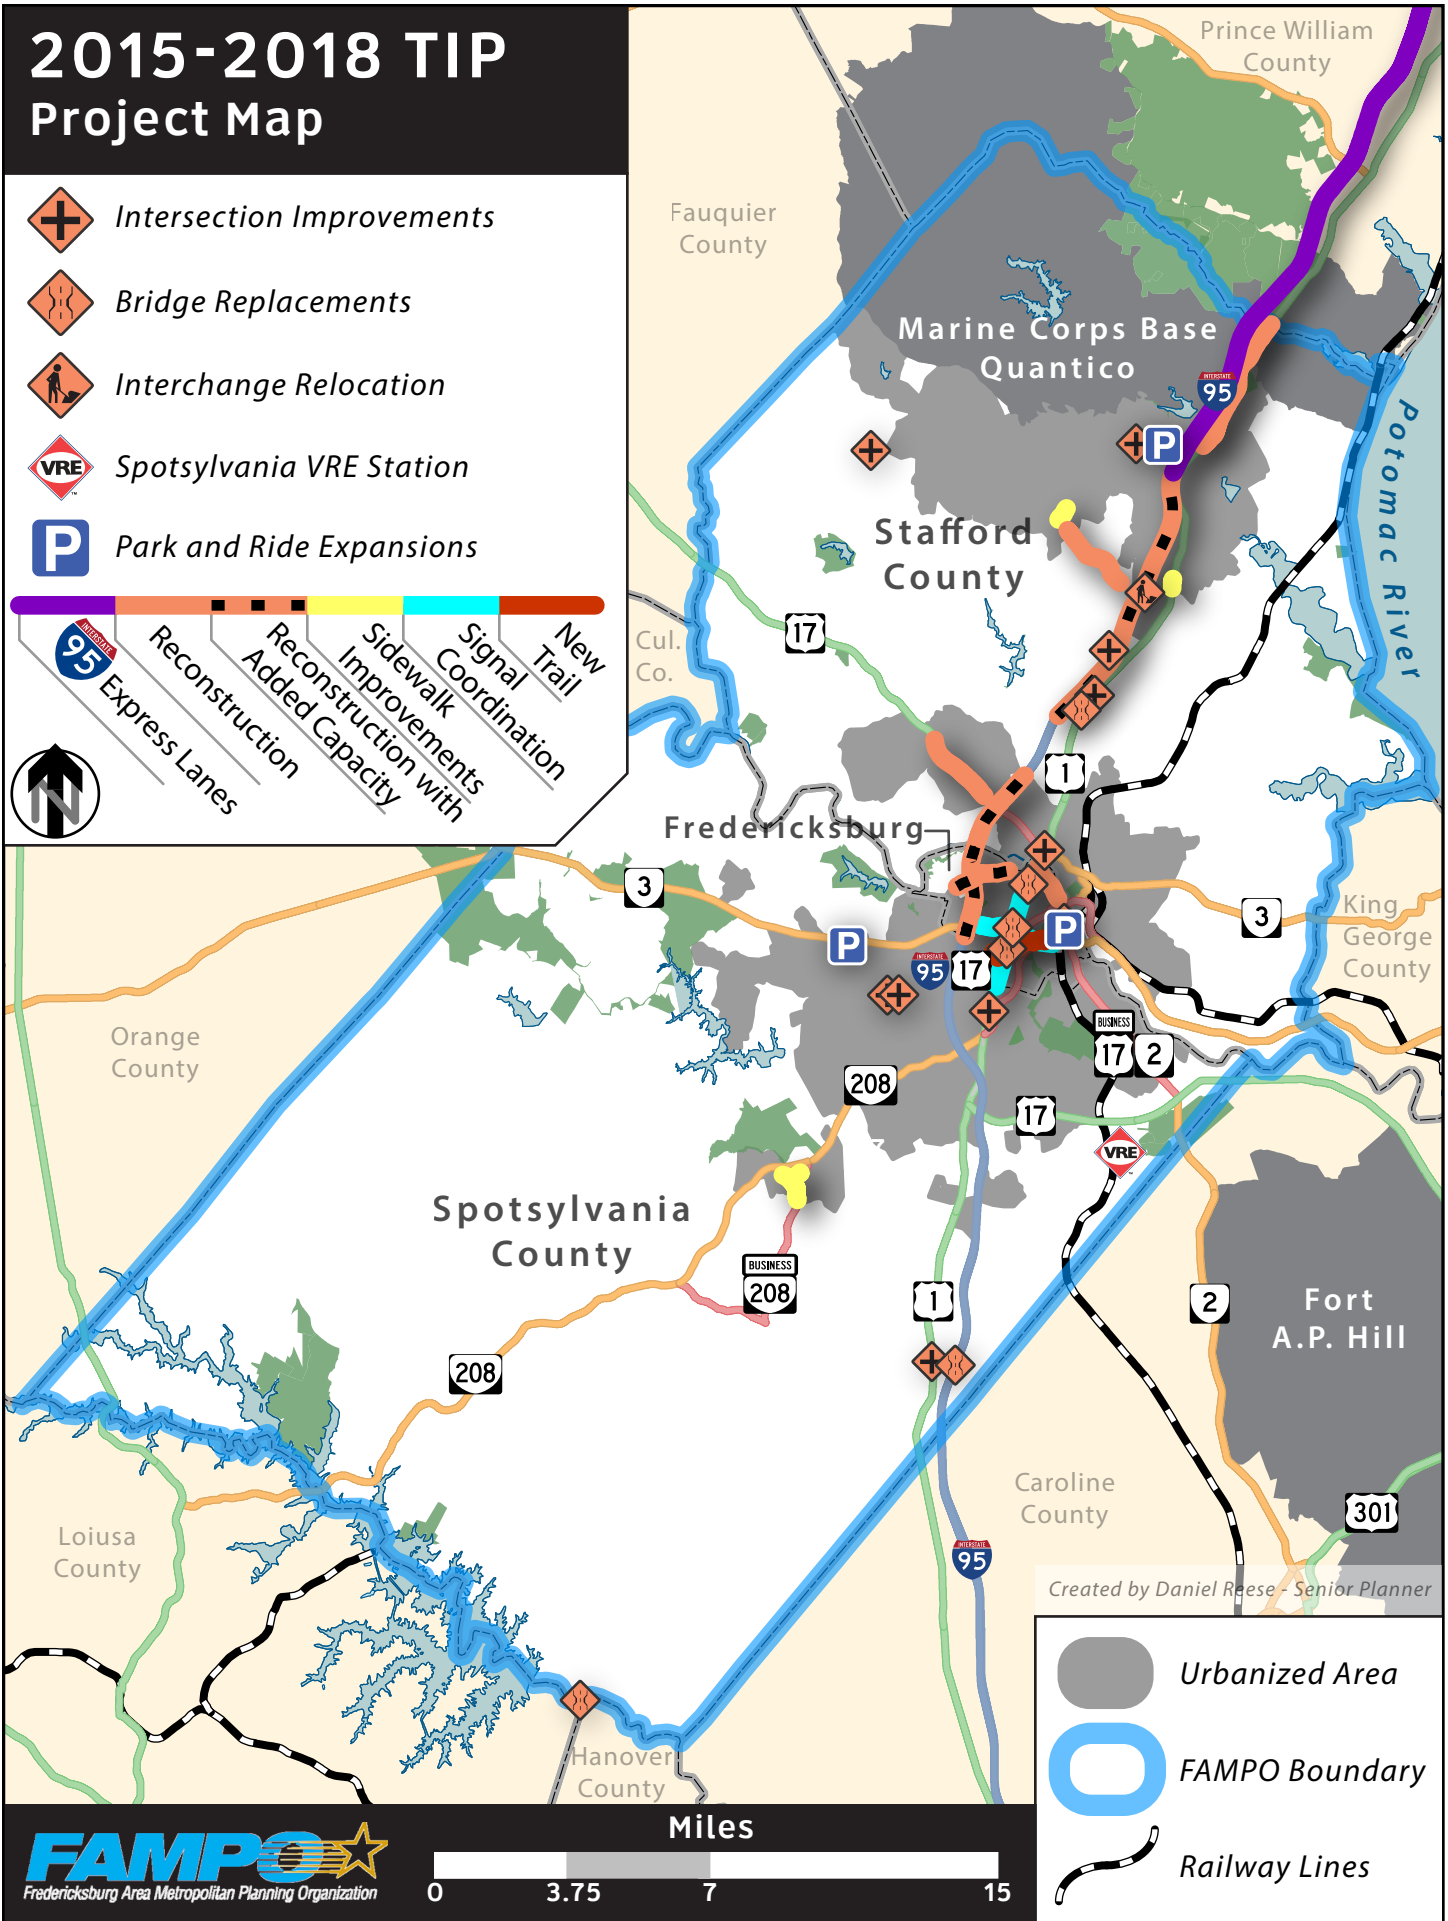 2015-2018 TIP
Project Map
Intersection Improvements
Bridge Replacements
Interchange Relocation
VRE
Spotsylvania VRE Station
P
Park and Ride Expansions
INTERSTATE
95
Express Lanes
Reconstruction
Reconstruction with
Added Capacity
Sidewalk
Improvements
Signal
Coordination
New
Trail
N
Prince William
County
Fauquier
County
Marine Corps Base
Quantico
INTERSTATE
95
P
Potomac River
Stafford
County
17
Cul.
Co.
1
Fredericksburg
3
3
King
George
County
P
P
INTERSTATE
95
17
Orange
County
BUSINESS
17
2
208
17
VRE
Spotsylvania
County
BUSINESS
208
1
2
Fort
A.P. Hill
208
Caroline
County
301
Loiusa
County
INTERSTATE
95
Created by Daniel Reese - Senior Planner
Hanover
County
Urbanized Area
FAMPO Boundary
Railway Lines
FAMPO
Fredericksburg Area Metropolitan Planning Organization
Miles
0 3.75 7 15